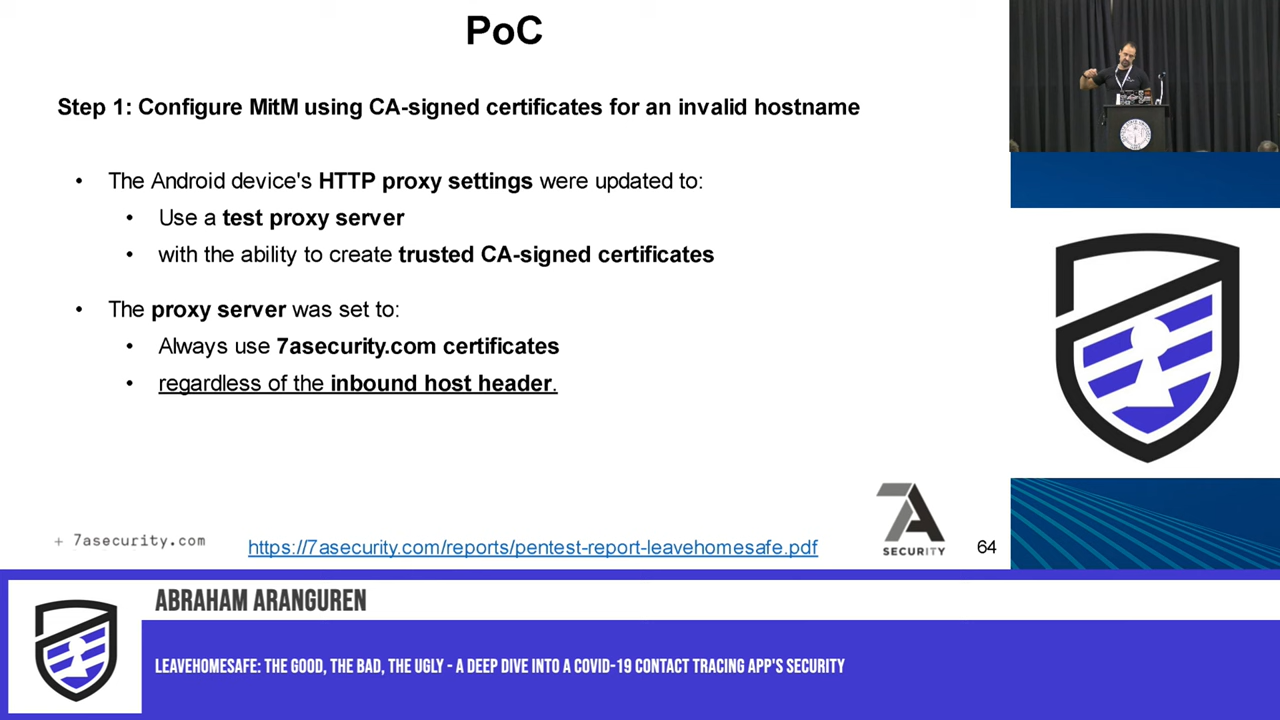 PoC
Step 1: Configure MitM using CA-signed certificates for an invalid hostname
• The Android device's HTTP proxy settings were updated to:
• Use a test proxy server
• with the ability to create trusted CA-signed certificates
• The proxy server was set to:
• Always use 7asecurity.com certificates
• regardless of the inbound host header.
+ 7asecurity.com
https://7asecurity.com/reports/pentest-report-leavehomesafe.pdf
7A
SECURITY
64
ABRAHAM ARANGUREN
LEAVEHOMESAFE: THE GOOD, THE BAD, THE UGLY - A DEEP DIVE INTO A COVID-19 CONTACT TRACING APP'S SECURITY